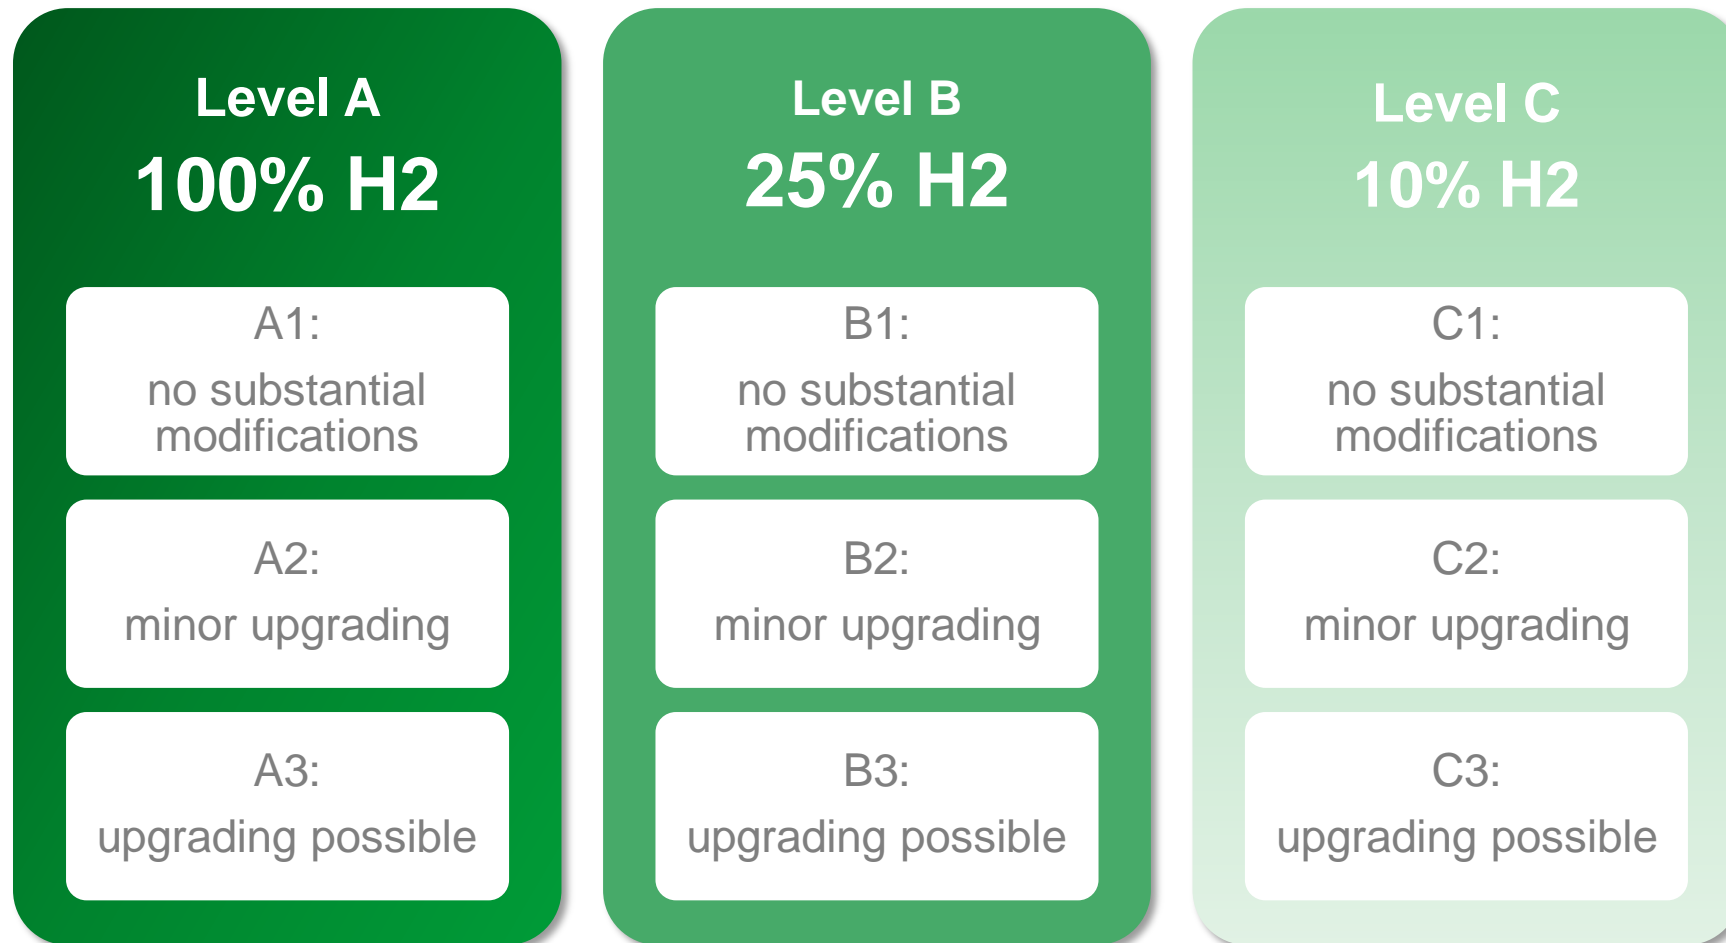 Level A
100% H2
A1:
no substantial
modifications
A2:
minor upgrading
A3:
upgrading possible
Level B
25% H2
B1:
no substantial
modifications
B2:
minor upgrading
B3:
upgrading possible
Level C
10% H2
C1:
no substantial
modifications
C2:
minor upgrading
C3:
upgrading possible